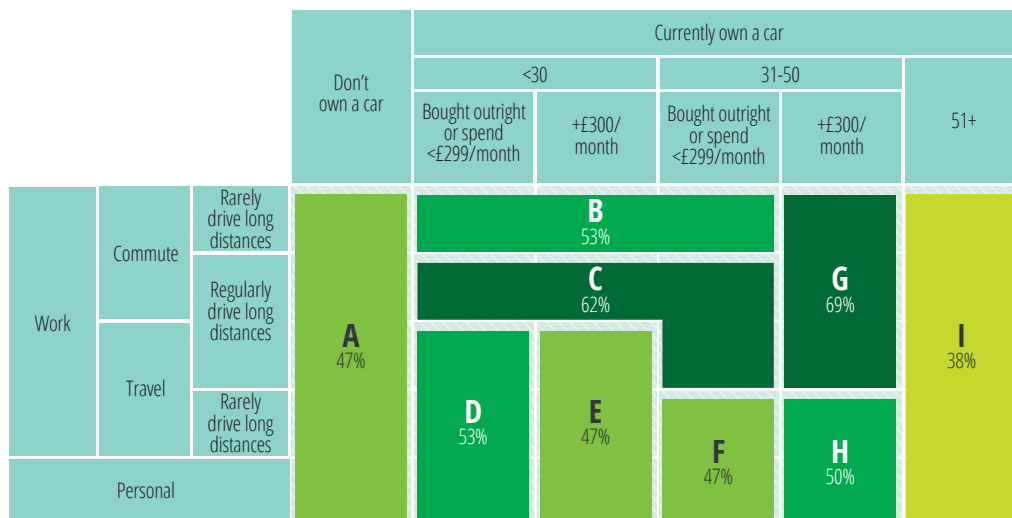 Currently own a car
Don't
own a car
<30
31-50
51+
Bought outright
or spend
<£299/month
+£300/
month
Bought outright
or spend
<£299/month
+£300/
month
Work
Commute
Travel
Rarely
drive long
distances
Regularly
drive long
distances
Rarely
drive long
distances
Personal
A
47%
B
53%
C
62%
D
53%
E
47%
F
47%
G
69%
H
50%
I
38%